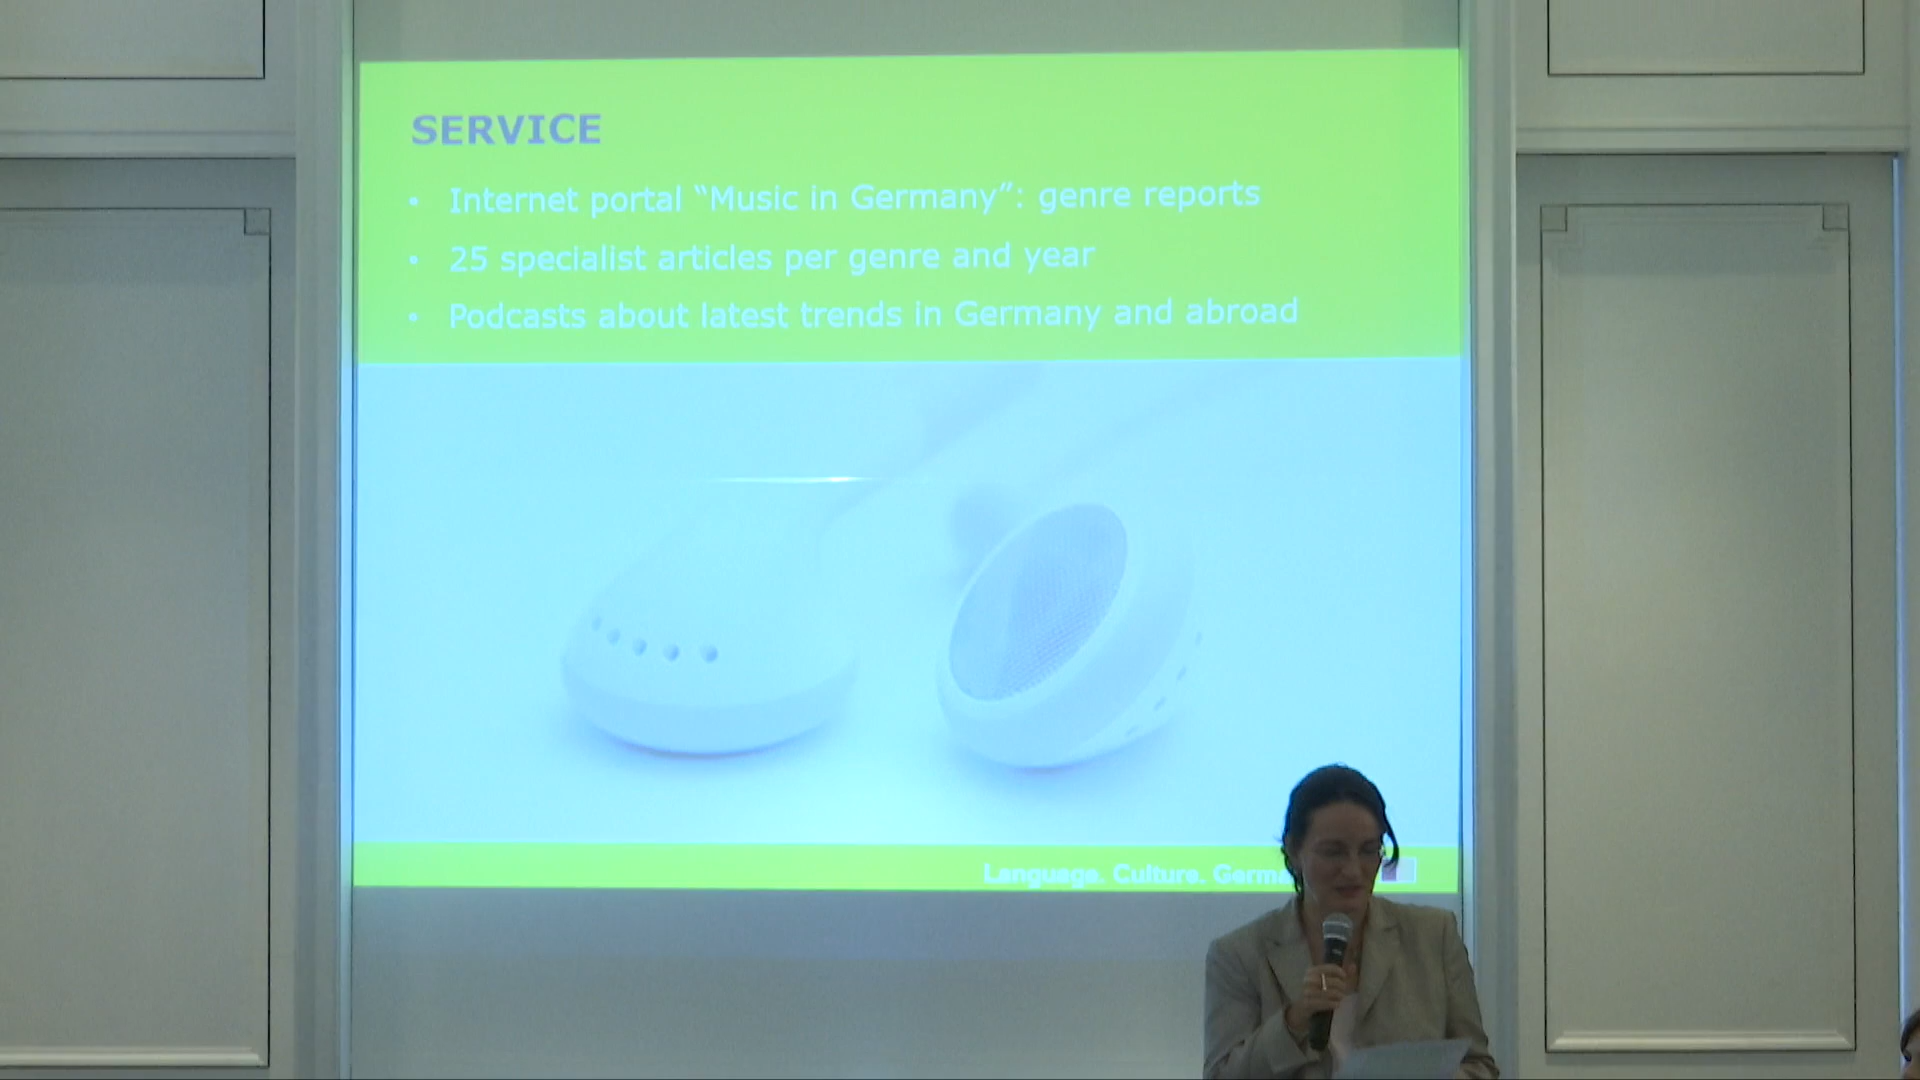 SERVICE
• Internet portal “Music in Germany”: genre reports
• 25 specialist articles per genre and year
• Podcasts about latest trends in Germany and abroad
Language. Culture.